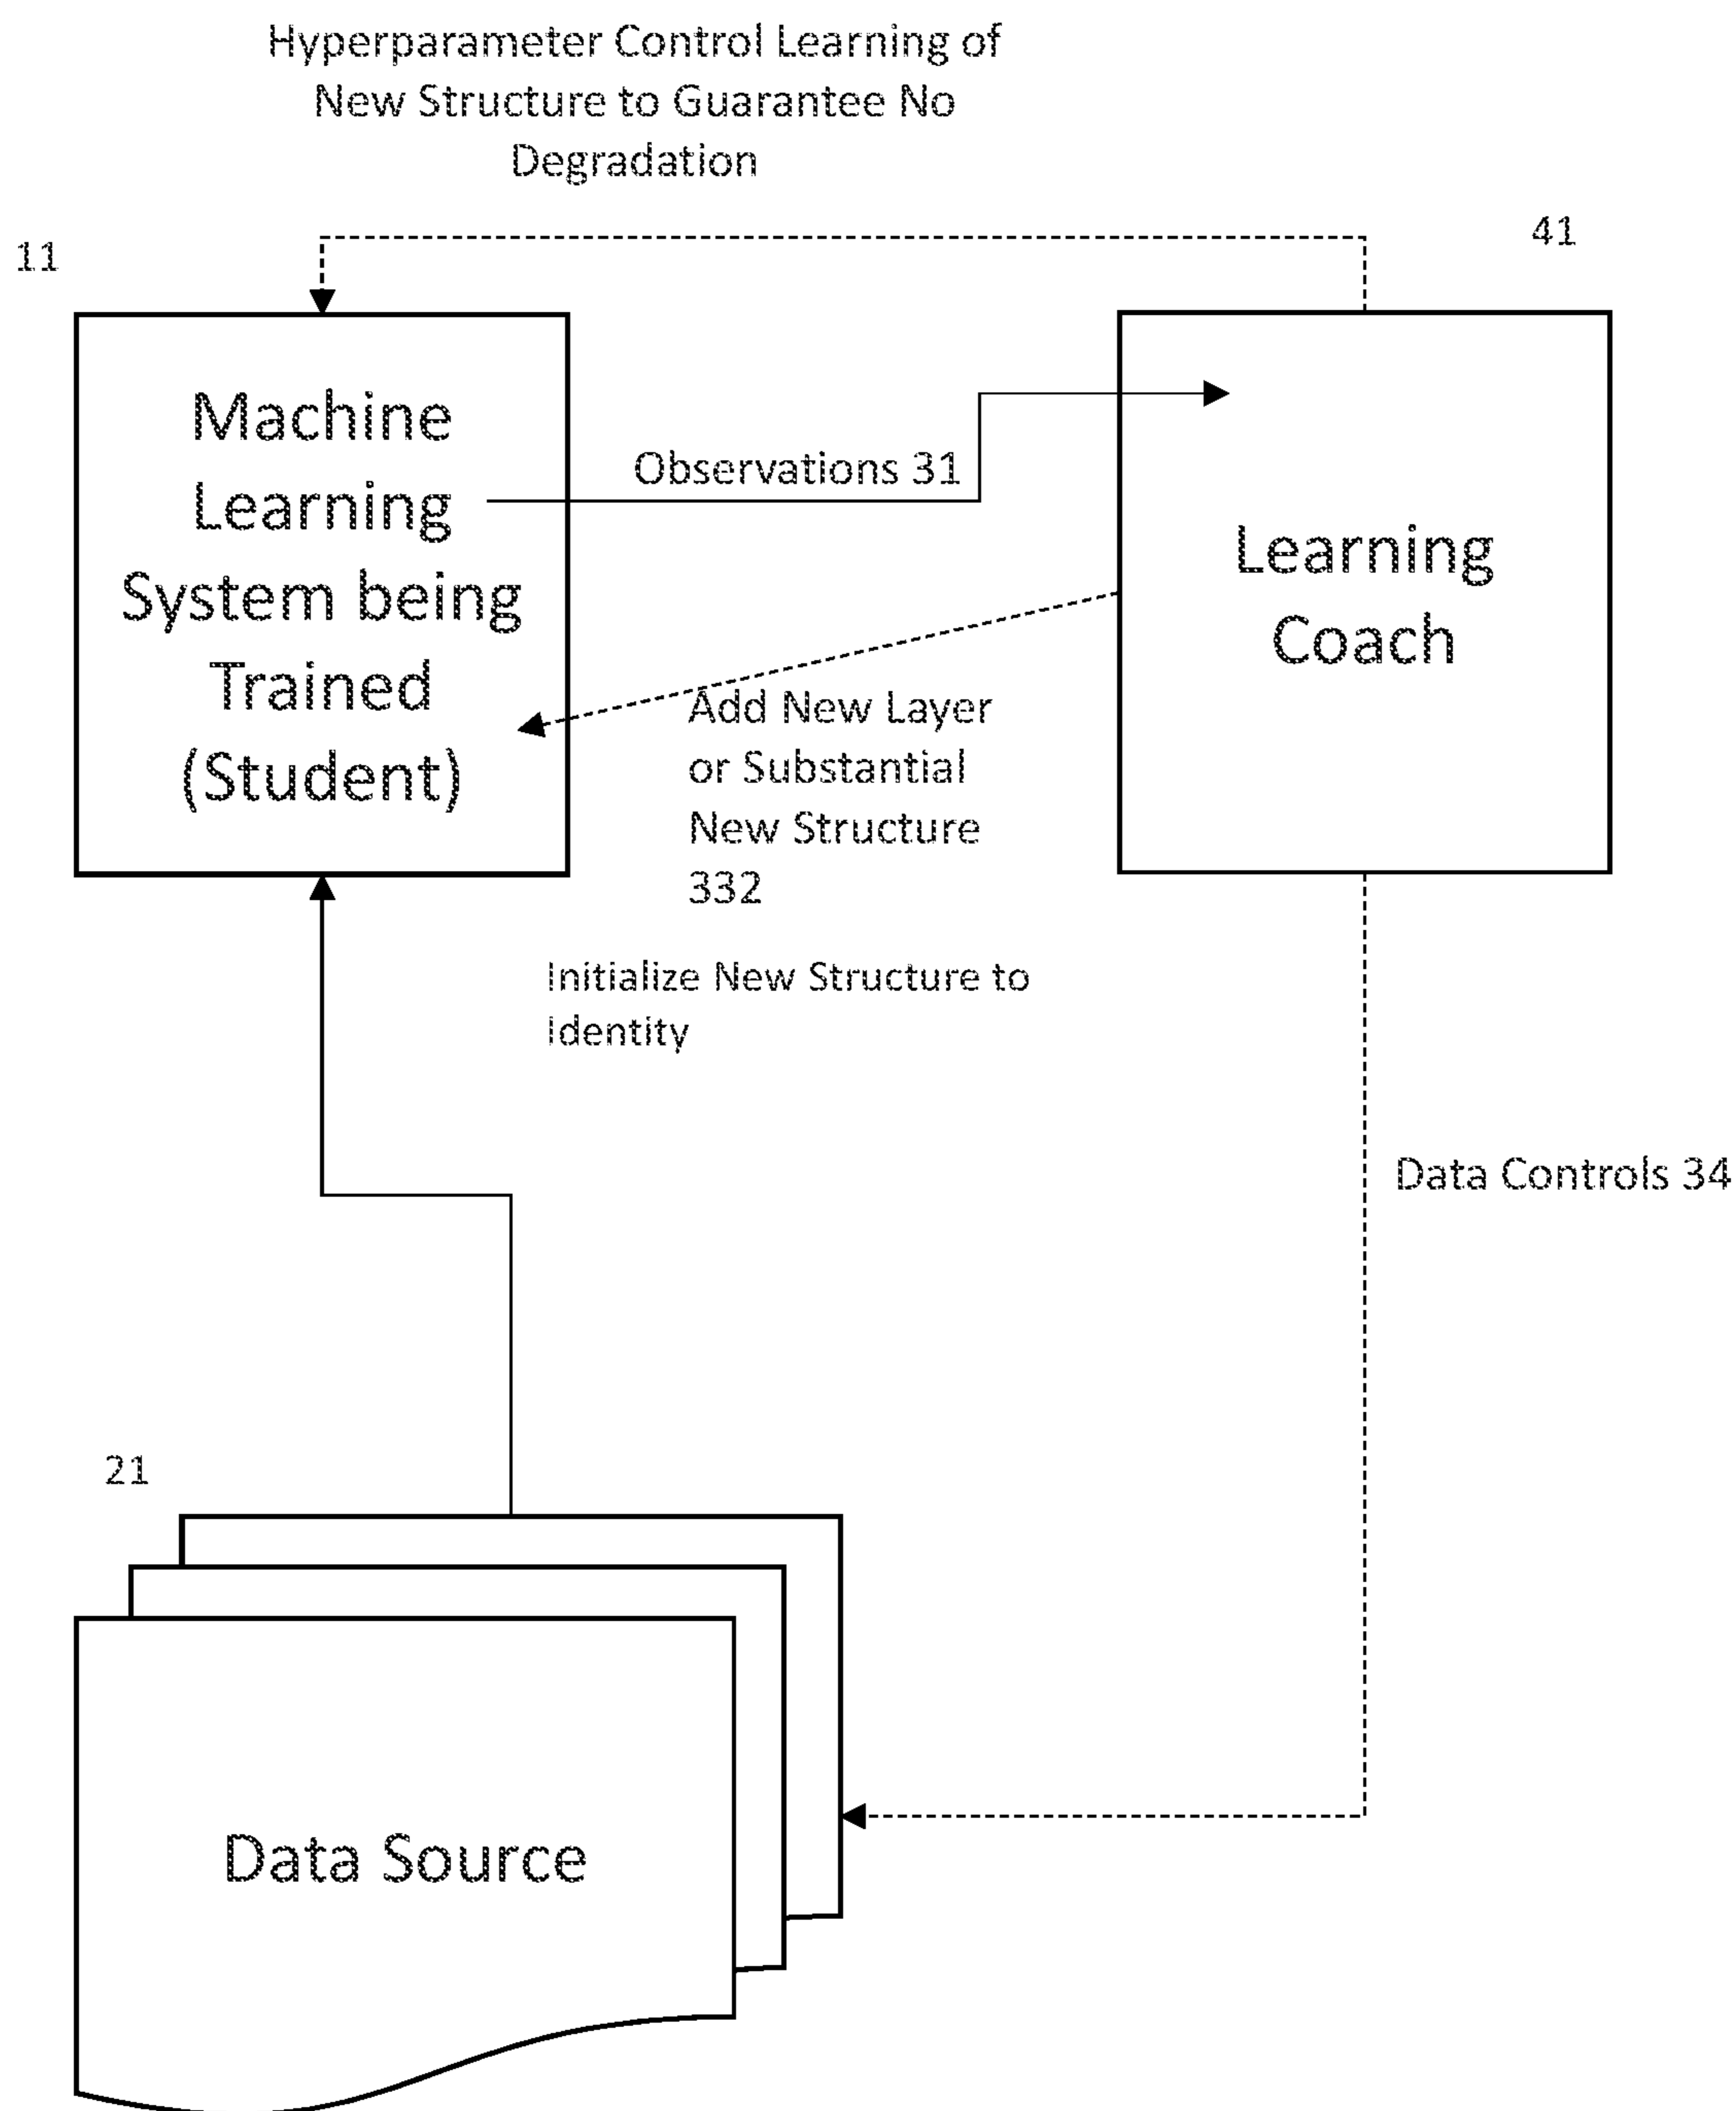 Hyperparameter Control Learning of
New Structure to Guarantee No
Degradation
11
41
Machine
Learning
System being
Trained
(Student)
Observations 31
Learning
Coach
Add New Layer
or Substantial
New Structure
332
Initialize New Structure to
Identity
Data Controls 34
21
Data Source